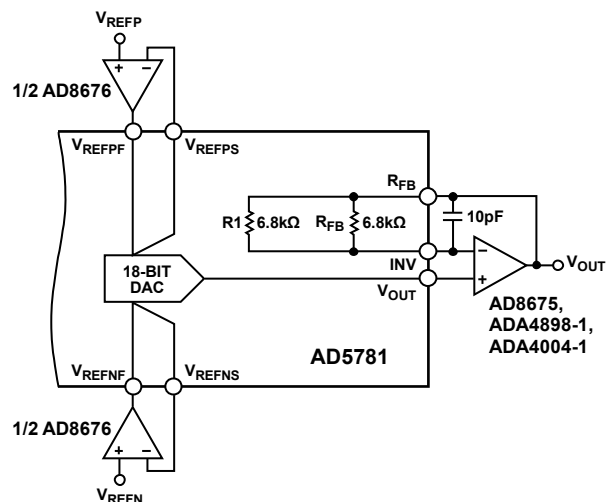 VREFP
1/2 AD8676
+ −
VREFPF
VREFPS
RFB
R1 6.8kΩ
RFB 6.8kΩ
10pF
18-BIT
DAC
INV
VOUT
−
+
VOUT
AD8675,
ADA4898-1,
ADA4004-1
AD5781
VREFNF
VREFNS
1/2 AD8676
+ −
VREFN